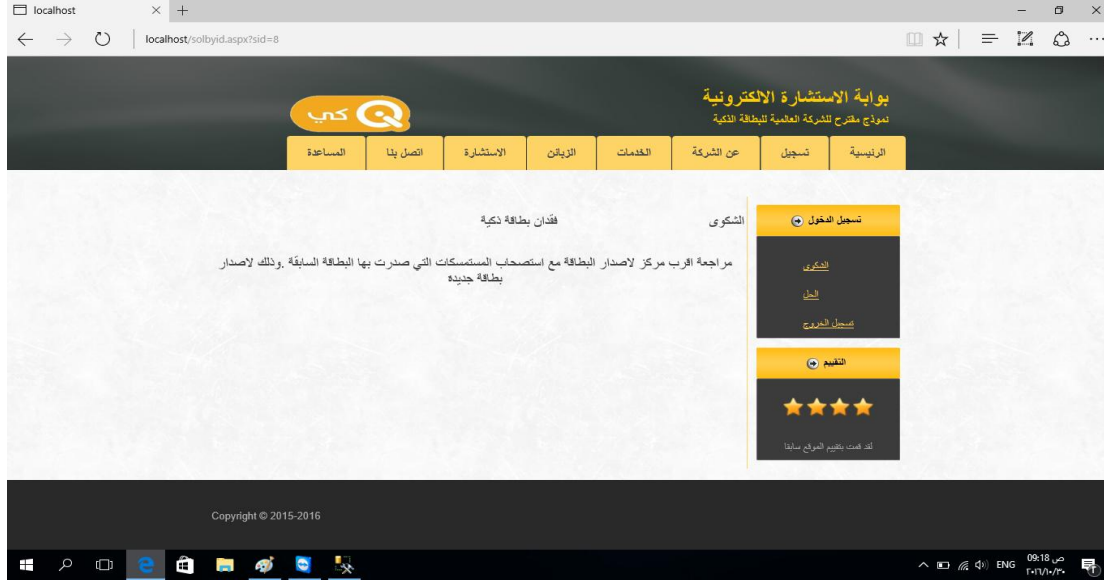 localhost
localhost/solbyid.aspx?sid=8
بوابة الاستشارة الالكترونية
نموذج مقترح للشركة العالمية للبطاقة الذكية
كي
الرئيسية
تسجيل
عن الشركة
الخدمات
الزبائن
الاستشارة
اتصل بنا
المساعدة
تسجيل الدخول
الشكوى
الحل
تسجيل الخروج
التقييم
لقد قمت بتقييم الموقع سابقا
الشكوى
فقدان بطاقة ذكية
مراجعة اقرب مركز لاصدار البطاقة مع استصحاب المستمسكات التي صدرت بها البطاقة السابقة .وذلك لاصدار
بطاقة جديدة
Copyright © 2015-2016
ENG
09:18 ص
٢٠١٦/١٠/٣٠